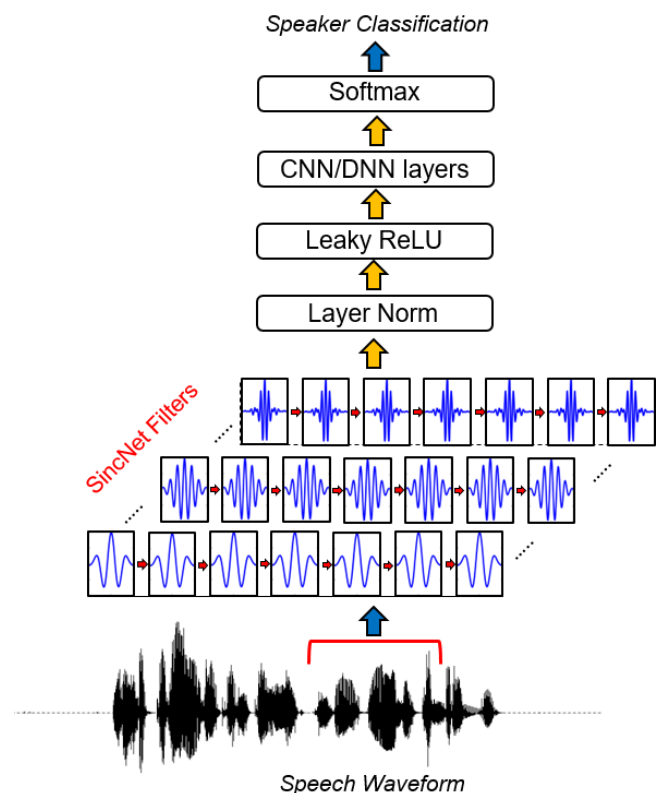 Speaker Classification
Softmax
CNN/DNN layers
Leaky ReLU
Layer Norm
SincNet Filters
Speech Waveform